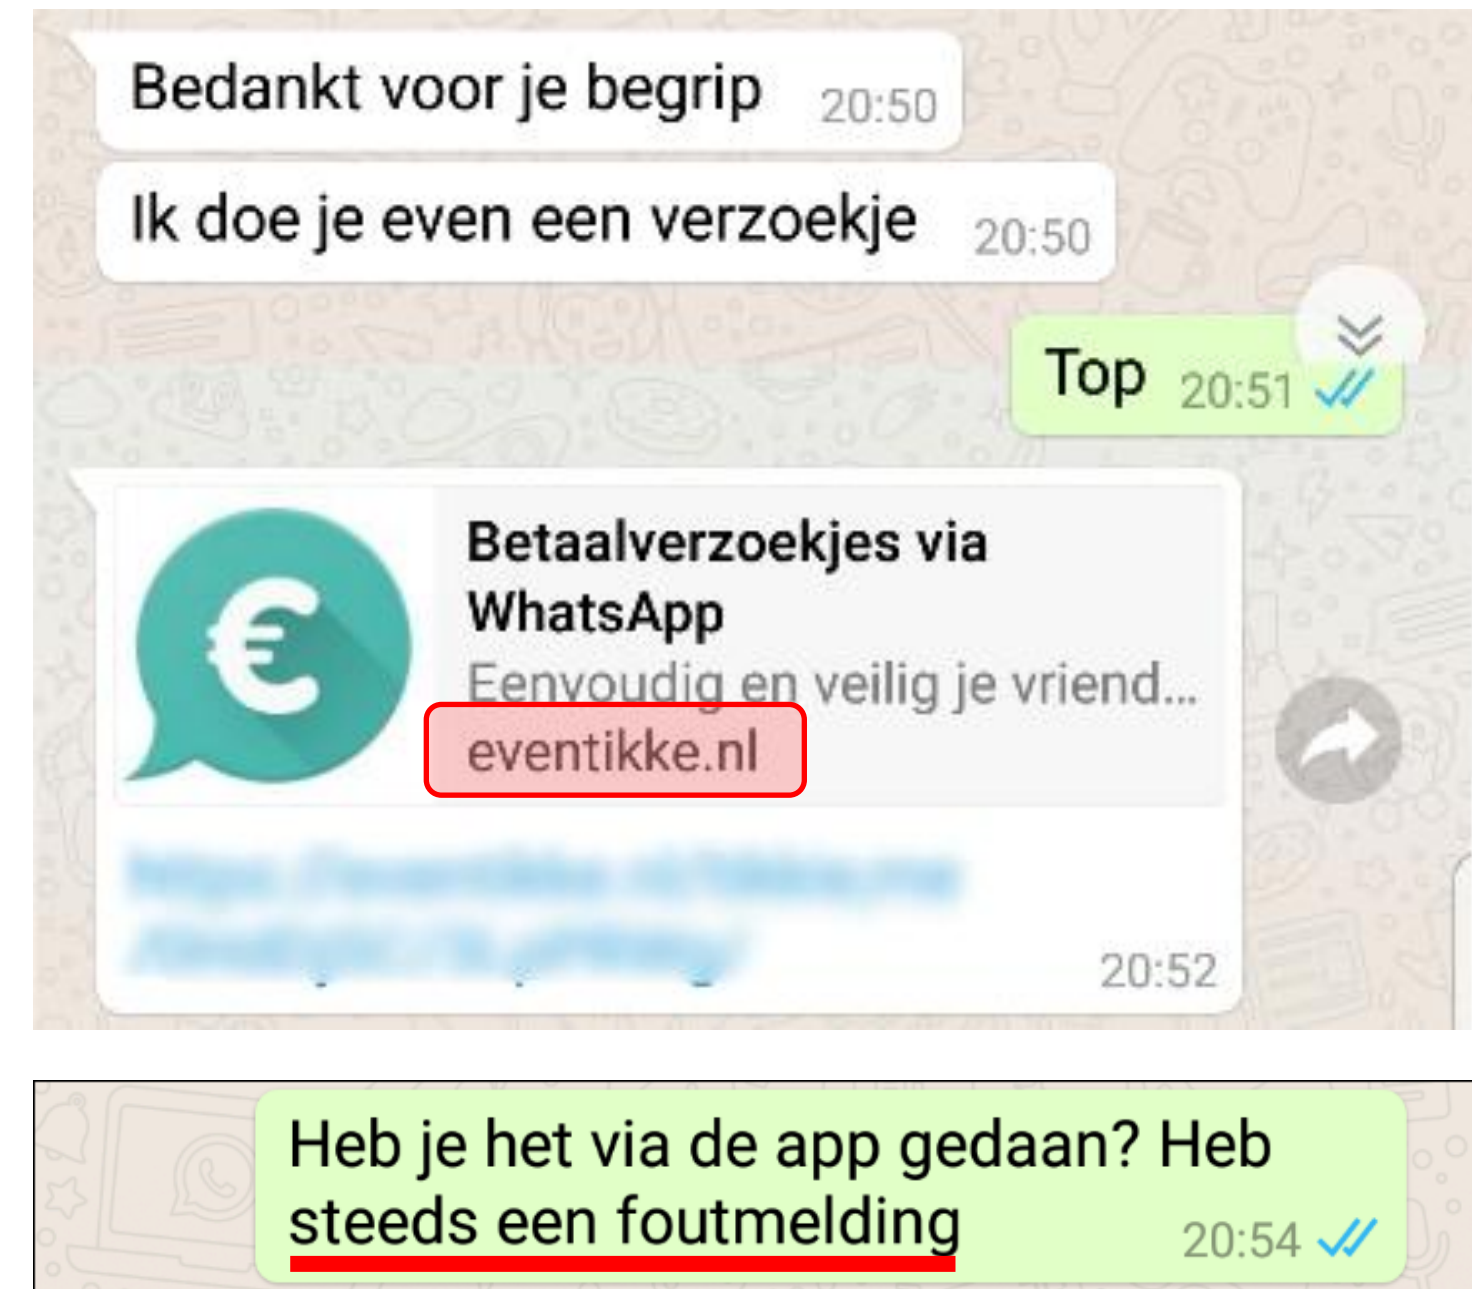 Bedankt voor je begrip 20:50
Ik doe je even een verzoekje 20:50
Top 20:51
€
Betaalverzoekjes via
WhatsApp
Eenvoudig en veilig je vriend...
eventikke.nl
20:52
Heb je het via de app gedaan? Heb
steeds een foutmelding 20:54